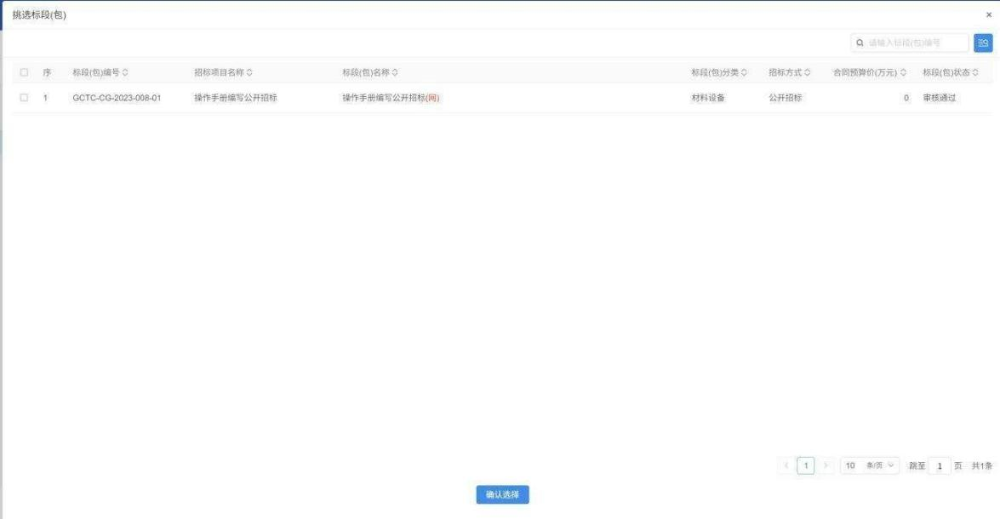 挑选标段(包)
请输入标段(包)编号
序 标段(包)编号 招标项目名称 标段(包)名称 标段(包)分类 招标方式 合同预算价(万元) 标段(包)状态
1 GCTC-CG-2023-008-01 操作手册编写公开招标 操作手册编写公开招标(网) 材料设备 公开招标 0 审核通过
1 10 条/页 跳至 1 页 共1条
确认选择